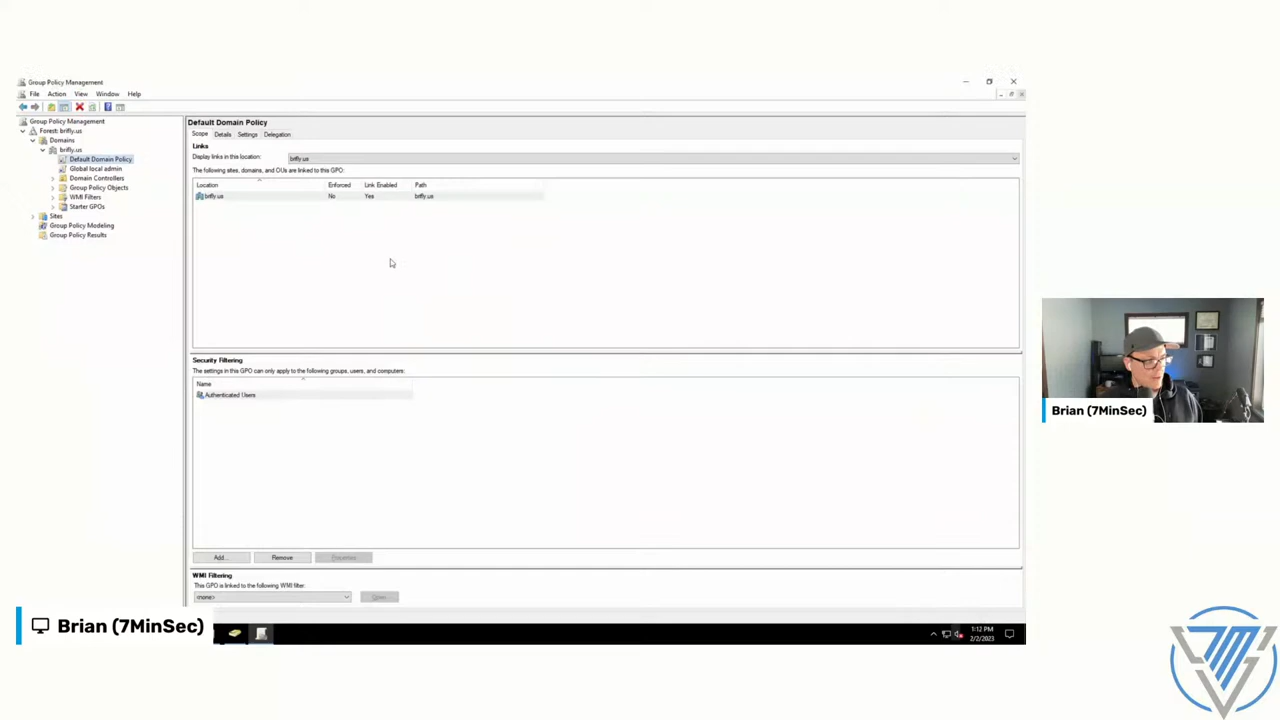 Group Policy Management
File Action View Window Help
Group Policy Management
Forest: brifly.us
Domains
brifly.us
Default Domain Policy
Global local admin
Domain Controllers
Group Policy Objects
WMI Filters
Starter GPOs
Sites
Group Policy Modeling
Group Policy Results
Default Domain Policy
Scope Details Settings Delegation
Links
Display links in this location: brifly.us
The following sites, domains, and OUs are linked to this GPO:
Location Enforced Link Enabled Path
brifly.us No Yes brifly.us
Security Filtering
The settings in this GPO can only apply to the following groups, users, and computers:
Name
Authenticated Users
Add... Remove Properties
WMI Filtering
This GPO is linked to the following WMI filter:
<none> Open
1:12 PM
2/2/2023
Brian (7MinSec)
Brian (7MinSec)
7M